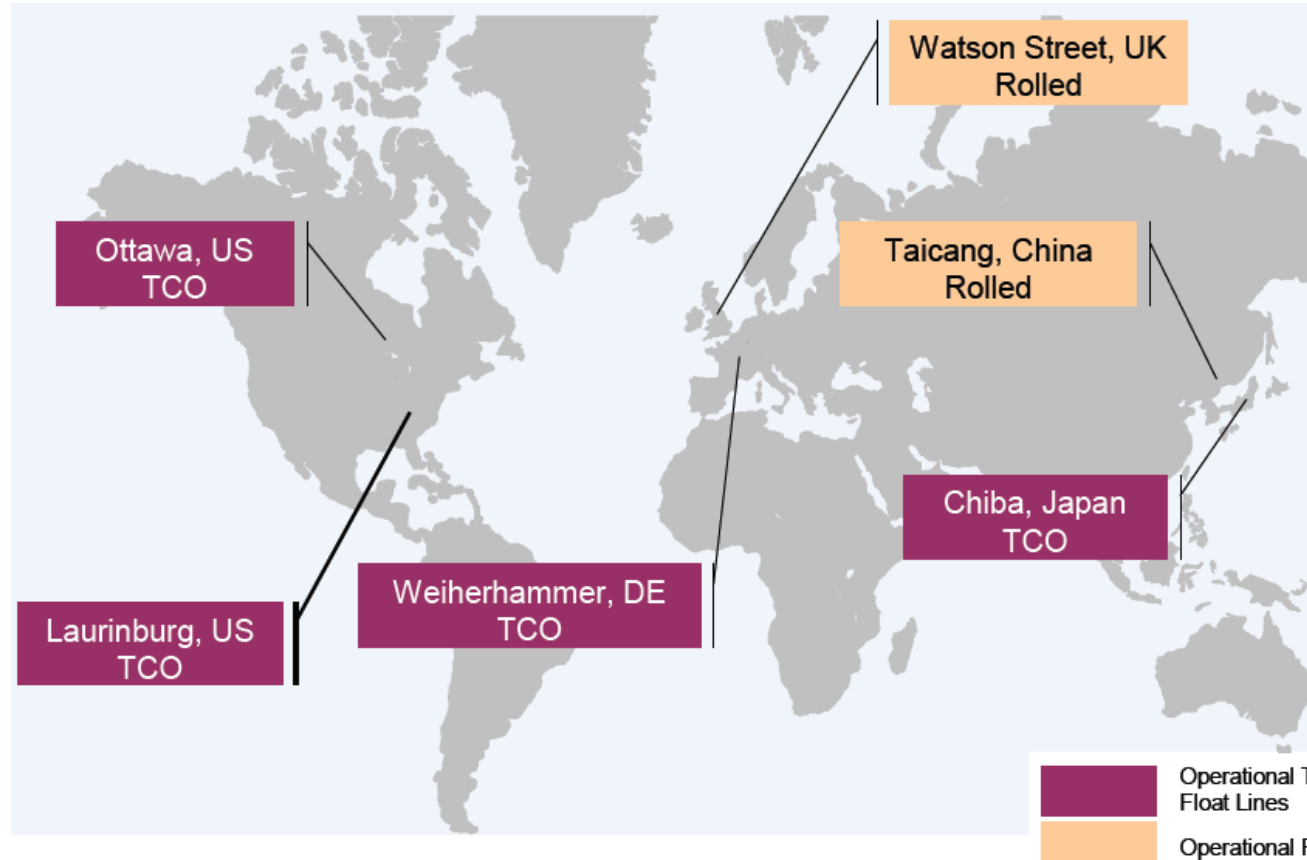 Watson Street, UK
Rolled
Ottawa, US
TCO
Taicang, China
Rolled
Chiba, Japan
TCO
Weiherhammer, DE
TCO
Laurinburg, US
TCO
Operational
Float Lines
Operational